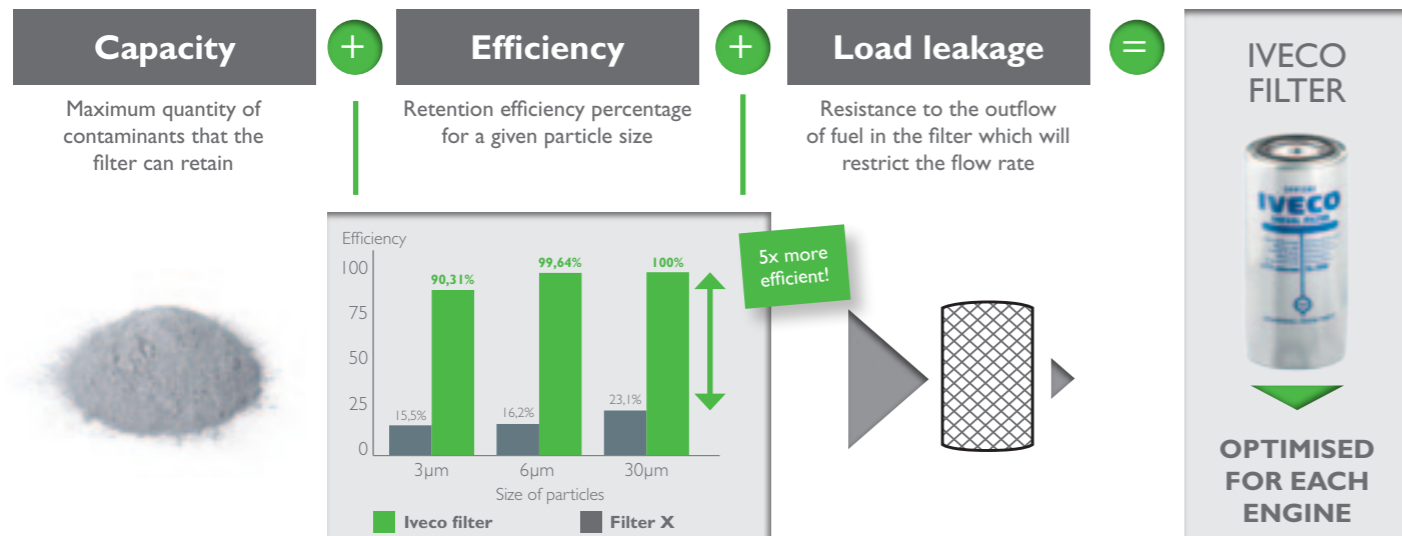 Capacity
+
Efficiency
+
Load leakage
=
IVECO
FILTER
Maximum quantity of
contaminants that the
filter can retain
Retention efficiency percentage
for a given particle size
Resistance to the outflow
of fuel in the filter which will
restrict the flow rate
Efficiency
100
75
50
25
0
15,5%
90,31%
16,2%
99,64%
23,1%
100%
3µm
6µm
30µm
Size of particles
Iveco filter
Filter X
5x more
efficient!
IVECO
OPTIMISED
FOR EACH
ENGINE